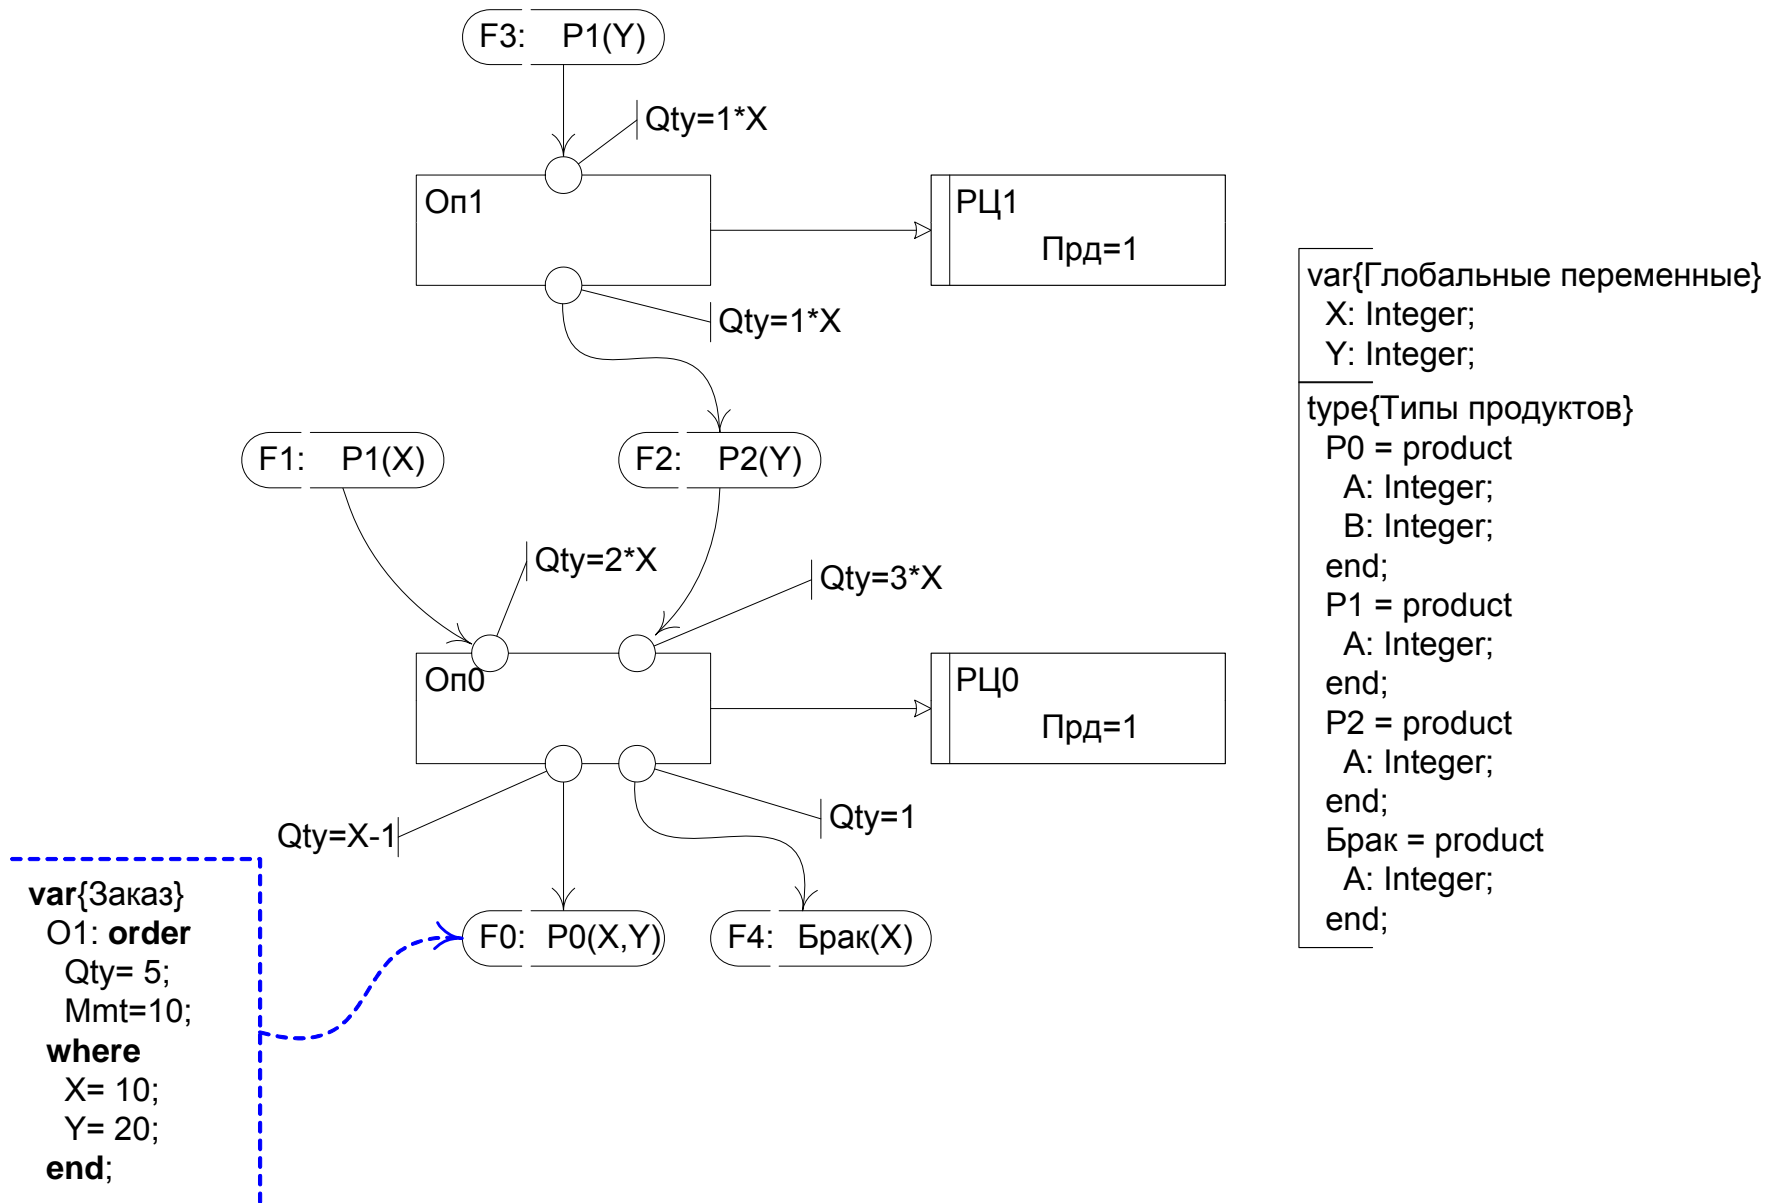 F3: P1(Y)
Qty=1*X
Оп1
РЦ1
Прд=1
Qty=1*X
F1: P1(X)
F2: P2(Y)
Qty=2*X
Qty=3*X
Оп0
РЦ0
Прд=1
Qty=X-1
Qty=1
F0: P0(X,Y)
F4: Брак(X)
var{Заказ}
O1: order
Qty= 5;
Mmt=10;
where
X= 10;
Y= 20;
end;
var{Глобальные переменные}
X: Integer;
Y: Integer;
type{Типы продуктов}
P0 = product
A: Integer;
B: Integer;
end;
P1 = product
A: Integer;
end;
P2 = product
A: Integer;
end;
Брак = product
A: Integer;
end;